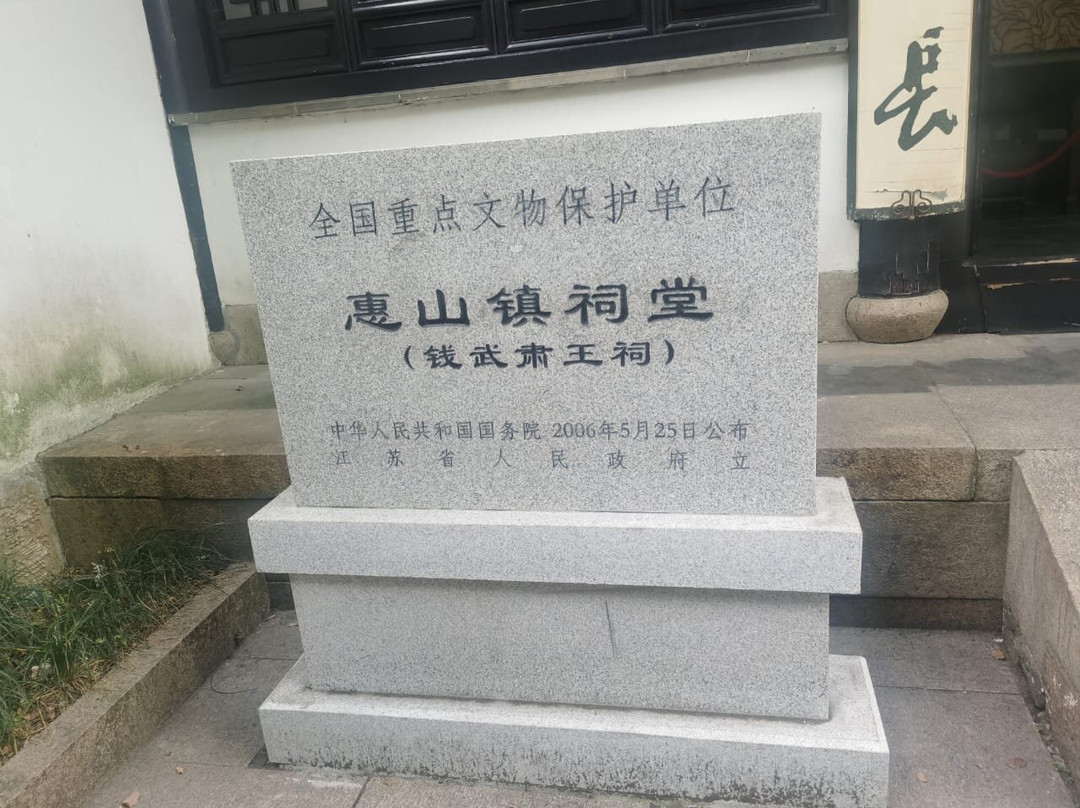 全国重点文物保护单位
惠山镇祠堂
(钱武肃王祠)
中华人民共和国国务院 2006年5月25日公布
江苏省人民政府立
長